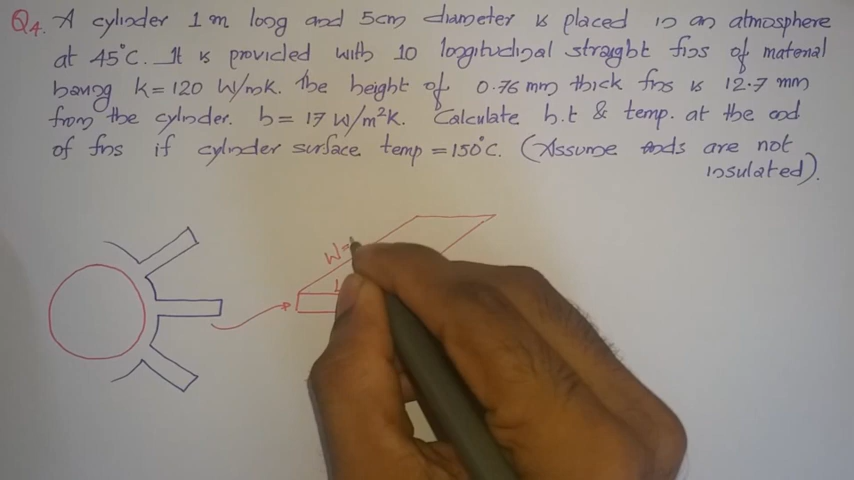 Q4. A cylinder 1 m long and 5cm diameter is placed in an atmosphere
at 45°C. It is provided with 10 longitudinal straight fins of material
having k = 120 W/mK. The height of 0.76 mm thick fins is 12.7 mm
from the cylinder. h = 17 W/m²K. Calculate h.t & temp. at the end
of fins if cylinder surface temp = 150°C. (Assume ends are not
insulated).
W=